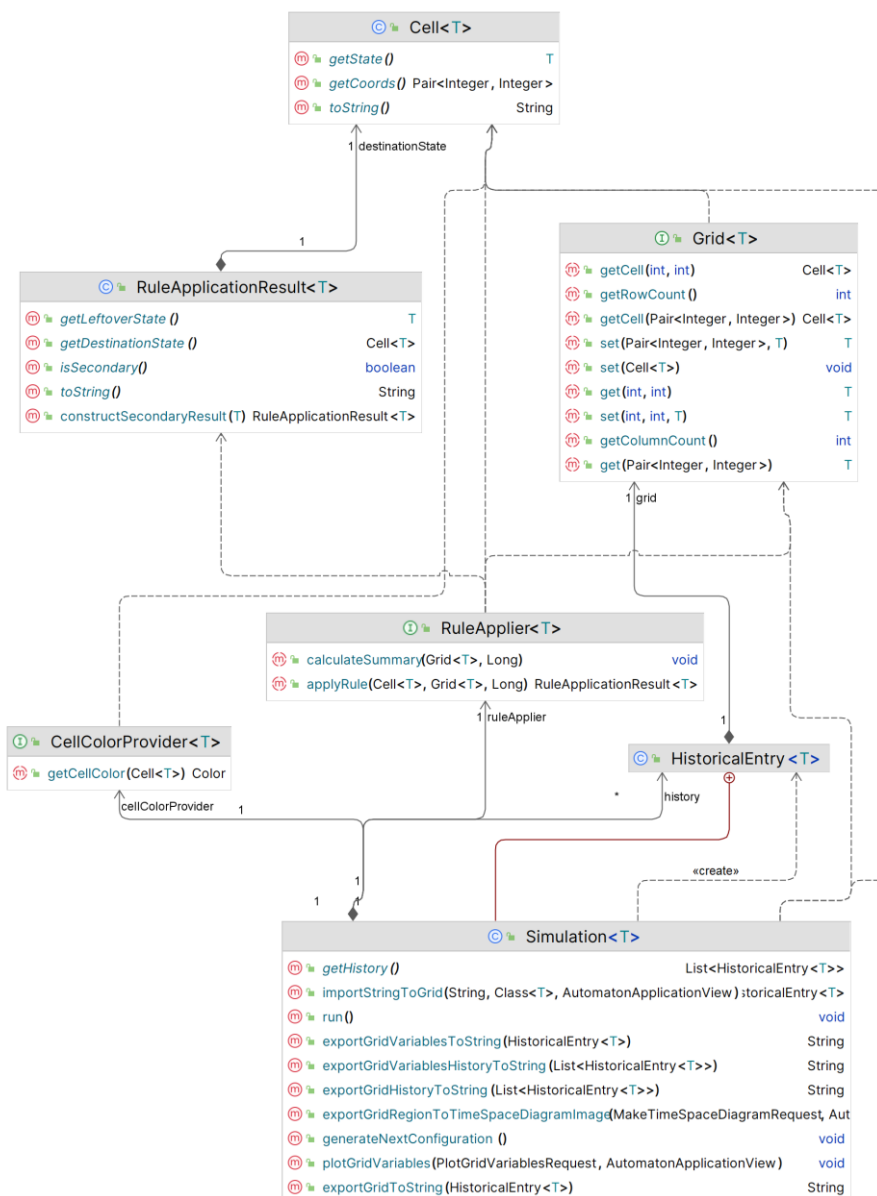 Cell<T>
getState() T
getCoords() Pair<Integer, Integer>
toString() String
1 destinationState
1
Grid<T>
getCell(int, int) Cell<T>
getRowCount() int
getCell(Pair<Integer, Integer>) Cell<T>
set(Pair<Integer, Integer>, T) T
set(Cell<T>) void
get(int, int) T
set(int, int, T) T
getColumnCount() int
get(Pair<Integer, Integer>) T
RuleApplicationResult<T>
getLeftoverState() T
getDestinationState() Cell<T>
isSecondary() boolean
toString() String
constructSecondaryResult(T) RuleApplicationResult<T>
1 grid
RuleApplier<T>
calculateSummary(Grid<T>, Long) void
applyRule(Cell<T>, Grid<T>, Long) RuleApplicationResult<T>
1 ruleApplier
1
CellColorProvider<T>
getCellColor(Cell<T>) Color
HistoricalEntry<T>
cellColorProvider
1
*
history
«create»
1
1
1
Simulation<T>
getHistory() List<HistoricalEntry<T>>
importStringToGrid(String, Class<T>, AutomatonApplicationView) storicalEntry<T>
run() void
exportGridVariablesToString(HistoricalEntry<T>) String
exportGridVariablesHistoryToString(List<HistoricalEntry<T>>) String
exportGridHistoryToString(List<HistoricalEntry<T>>) String
exportGridRegionToTimeSpaceDiagramImage(MakeTimeSpaceDiagramRequest, Aut
generateNextConfiguration() void
plotGridVariables(PlotGridVariablesRequest, AutomatonApplicationView) void
exportGridToString(HistoricalEntry<T>) String